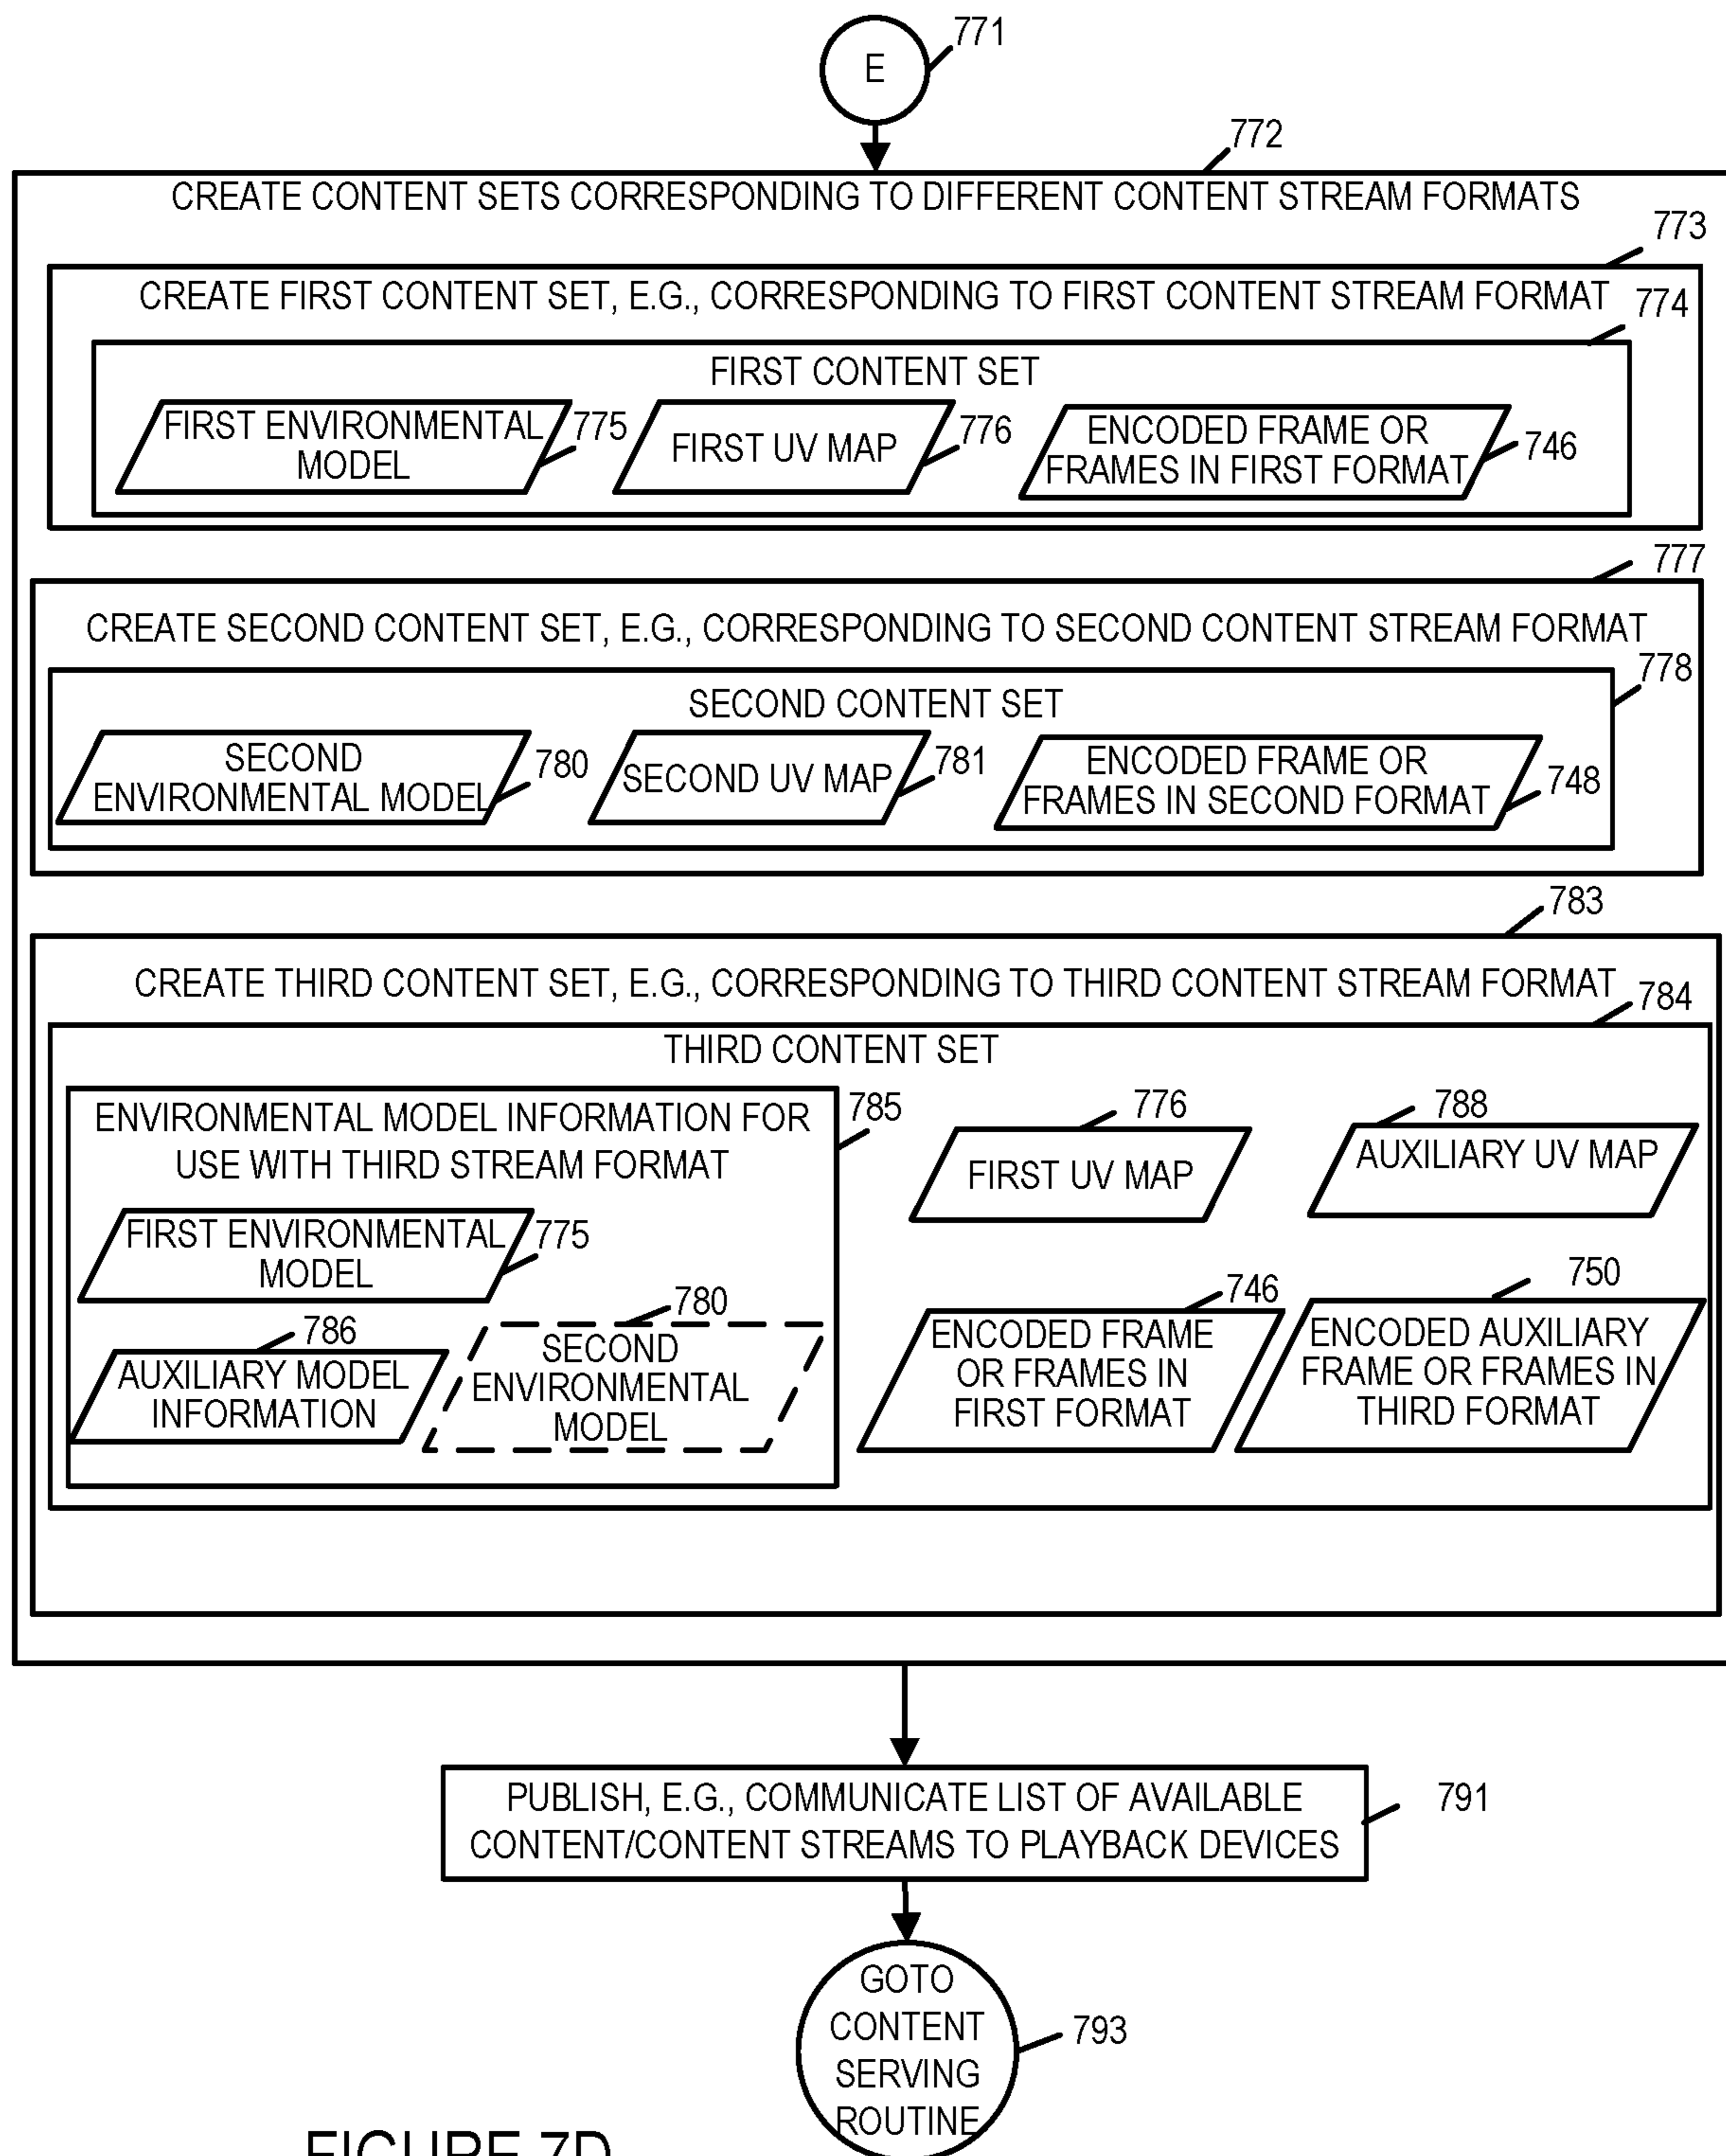 E
771
772
CREATE CONTENT SETS CORRESPONDING TO DIFFERENT CONTENT STREAM FORMATS
773
CREATE FIRST CONTENT SET, E.G., CORRESPONDING TO FIRST CONTENT STREAM FORMAT
774
FIRST CONTENT SET
FIRST ENVIRONMENTAL
MODEL
775
FIRST UV MAP
776
ENCODED FRAME OR
FRAMES IN FIRST FORMAT
746
777
CREATE SECOND CONTENT SET, E.G., CORRESPONDING TO SECOND CONTENT STREAM FORMAT
778
SECOND CONTENT SET
SECOND
ENVIRONMENTAL MODEL
780
SECOND UV MAP
781
ENCODED FRAME OR
FRAMES IN SECOND FORMAT
748
783
CREATE THIRD CONTENT SET, E.G., CORRESPONDING TO THIRD CONTENT STREAM FORMAT
784
THIRD CONTENT SET
ENVIRONMENTAL MODEL INFORMATION FOR
USE WITH THIRD STREAM FORMAT
785
FIRST ENVIRONMENTAL
MODEL
775
786
AUXILIARY MODEL
INFORMATION
780
SECOND
ENVIRONMENTAL
MODEL
776
FIRST UV MAP
788
AUXILIARY UV MAP
746
ENCODED FRAME
OR FRAMES IN
FIRST FORMAT
750
ENCODED AUXILIARY
FRAME OR FRAMES IN
THIRD FORMAT
PUBLISH, E.G., COMMUNICATE LIST OF AVAILABLE
CONTENT/CONTENT STREAMS TO PLAYBACK DEVICES
791
GOTO
CONTENT
SERVING
ROUTINE
793
FIGURE 7D